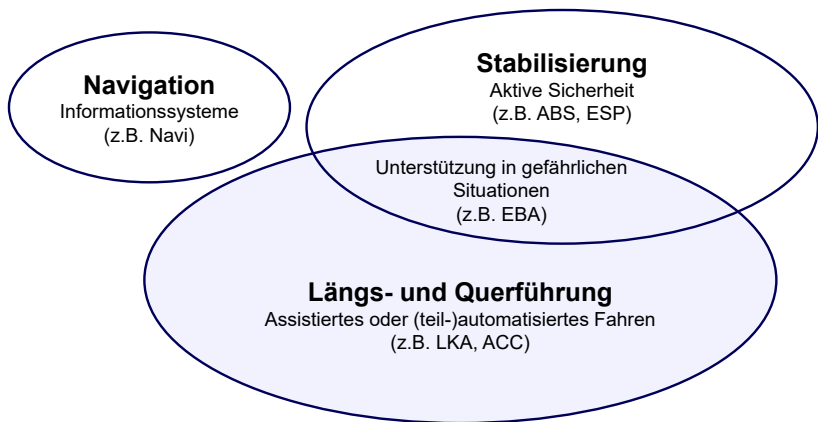 Navigation
Informationssysteme
(z.B. Navi)
Stabilisierung
Aktive Sicherheit
(z.B. ABS, ESP)
Unterstützung in gefährlichen
Situationen
(z.B. EBA)
Längs- und Querführung
Assistiertes oder (teil-)automatisiertes Fahren
(z.B. LKA, ACC)